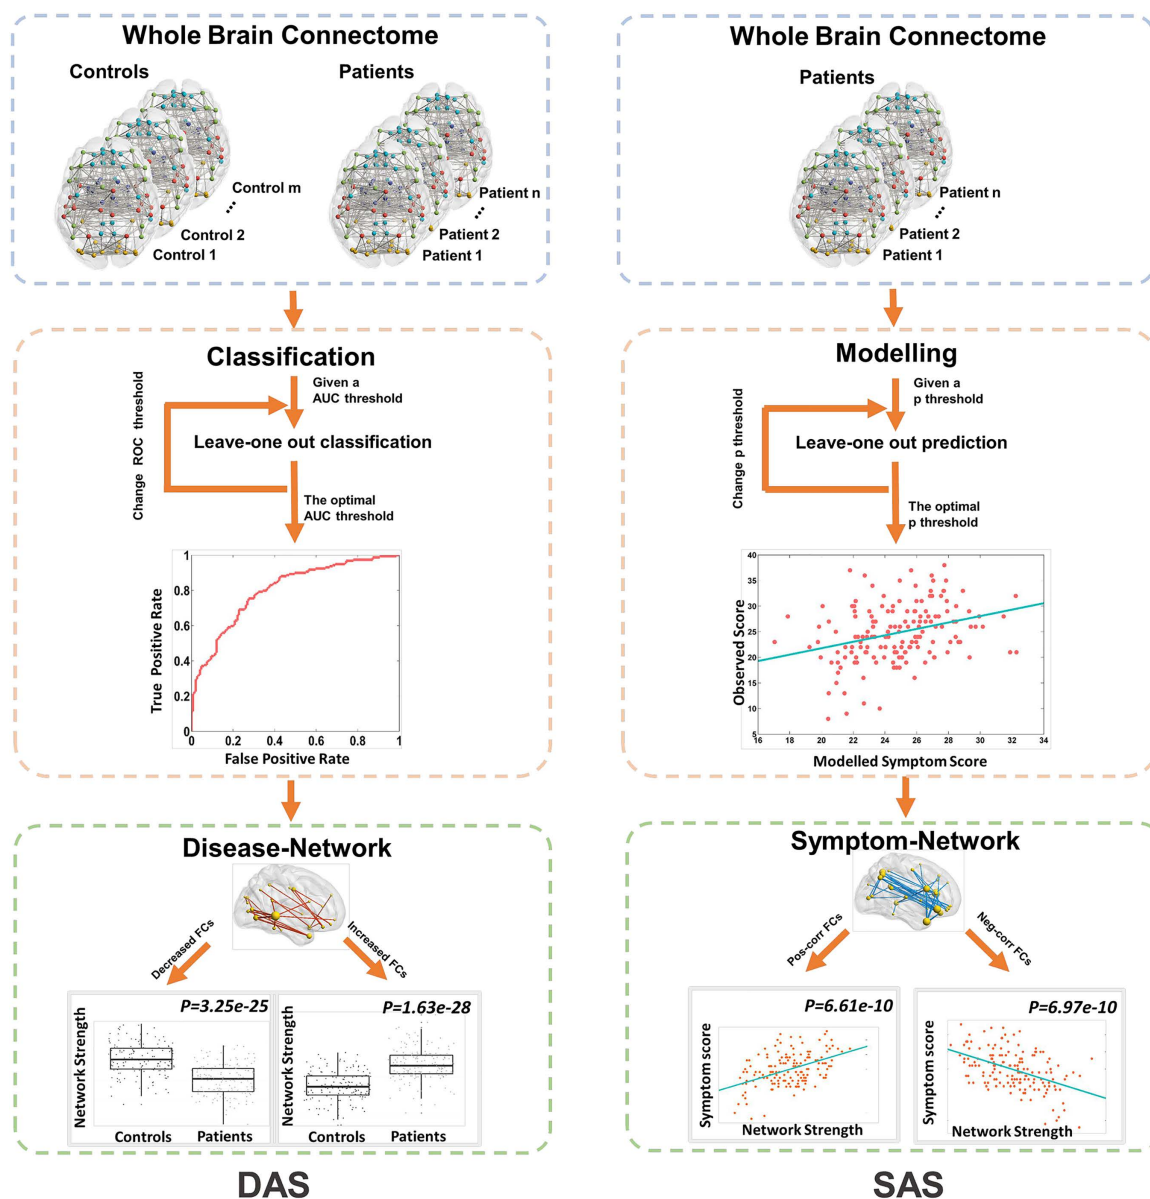 Whole Brain Connectome
Controls
Patients
Control m
Control 2
Control 1
Patient n
Patient 2
Patient 1
Classification
Given a
AUC threshold
Change ROC threshold
Leave-one out classification
The optimal
AUC threshold
True Positive Rate
1
0.8
0.6
0.4
0.2
0
0
0.2
0.4
0.6
0.8
1
False Positive Rate
Disease-Network
Decreased FCs
Increased FCs
P=3.25e-25
Network Strength
Controls
Patients
P=1.63e-28
Network Strength
Controls
Patients
DAS
Whole Brain Connectome
Patients
Patient n
Patient 2
Patient 1
Modelling
Given a
p threshold
Change p threshold
Leave-one out prediction
The optimal
p threshold
Observed Score
40
35
30
25
20
15
10
5
16
18
20
22
24
26
28
30
32
34
Modelled Symptom Score
Symptom-Network
Pos-corr FCs
Neg-corr FCs
P=6.61e-10
Symptom score
Network Strength
P=6.97e-10
Symptom score
Network Strength
SAS